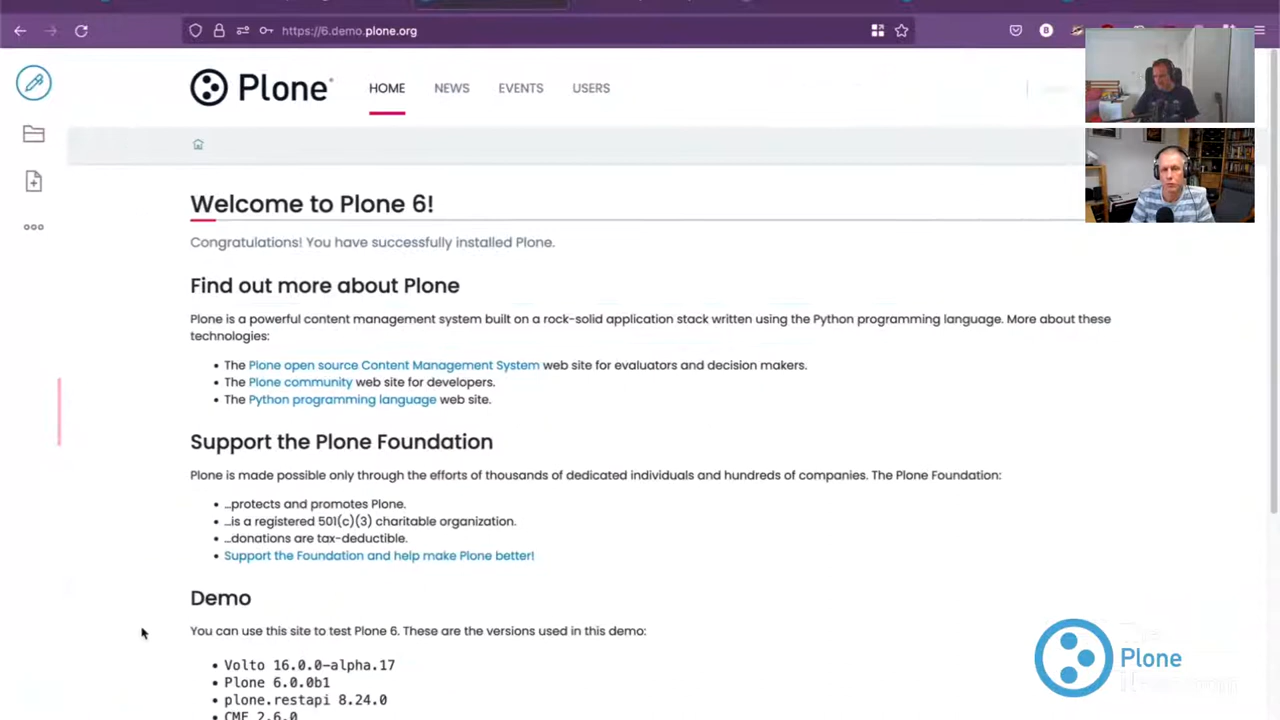 https://6.demo.plone.org
Plone
HOME
NEWS
EVENTS
USERS
Welcome to Plone 6!
Congratulations! You have successfully installed Plone.
Find out more about Plone
Plone is a powerful content management system built on a rock-solid application stack written using the Python programming language. More about these
technologies:
• The Plone open source Content Management System web site for evaluators and decision makers.
• The Plone community web site for developers.
• The Python programming language web site.
Support the Plone Foundation
Plone is made possible only through the efforts of thousands of dedicated individuals and hundreds of companies. The Plone Foundation:
• …protects and promotes Plone.
• …is a registered 501(c)(3) charitable organization.
• …donations are tax-deductible.
• Support the Foundation and help make Plone better!
Demo
You can use this site to test Plone 6. These are the versions used in this demo:
• Volto 16.0.0-alpha.17
• Plone 6.0.0b1
• plone.restapi 8.24.0
• CMF 2.6.0
Plone